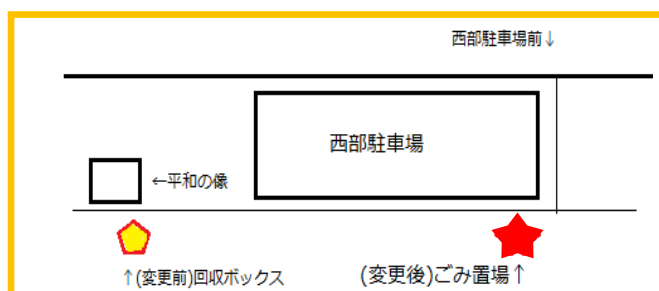 西部駐車場前↓
西部駐車場
←平和の像
↑(変更前)回収ボックス
(変更後)ごみ置場↑